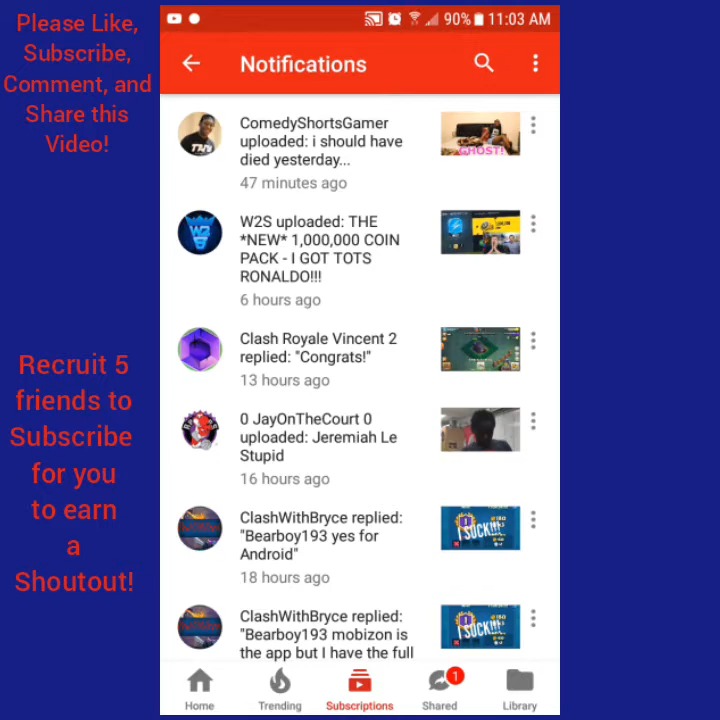 Please Like,
Subscribe,
Comment, and
Share this
Video!
Recruit 5
friends to
Subscribe
for you
to earn
a
Shoutout!
90% 11:03 AM
Notifications
ComedyShortsGamer
uploaded: i should have
died yesterday...
47 minutes ago
GHOST!
W2S uploaded: THE
*NEW* 1,000,000 COIN
PACK - I GOT TOTS
RONALDO!!!
6 hours ago
Clash Royale Vincent 2
replied: "Congrats!"
13 hours ago
0 JayOnTheCourt 0
uploaded: Jeremiah Le
Stupid
16 hours ago
ClashWithBryce replied:
"Bearboy193 yes for
Android"
18 hours ago
I SUCK!!!
ClashWithBryce replied:
"Bearboy193 mobizon is
the app but I have the full
I SUCK!!!
1
Home
Trending
Subscriptions
Shared
Library